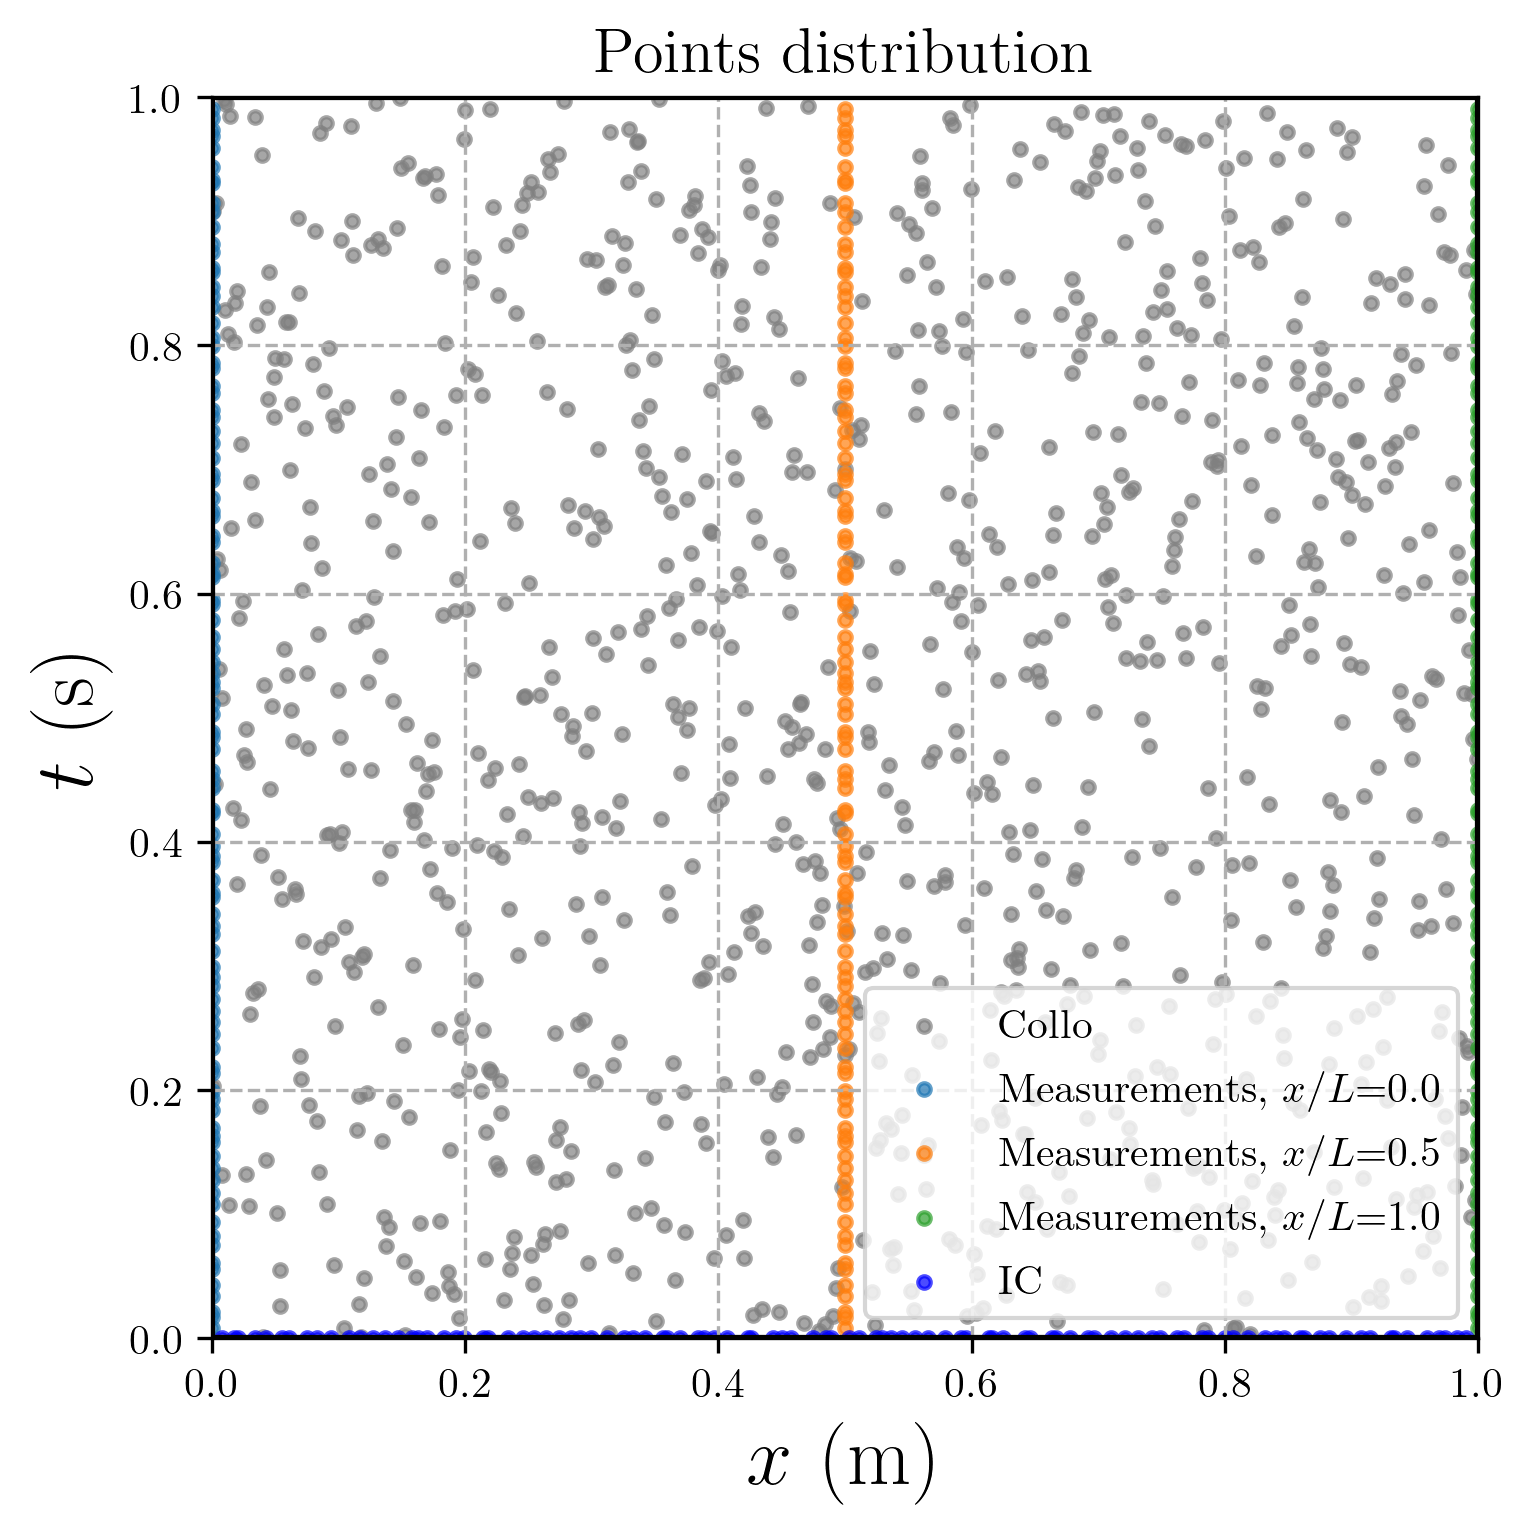 Points distribution
t (s)
1.0
0.8
0.6
0.4
0.2
0.0
0.0 0.2 0.4 0.6 0.8 1.0
x (m)
Collo
Measurements, x/L=0.0
Measurements, x/L=0.5
Measurements, x/L=1.0
IC